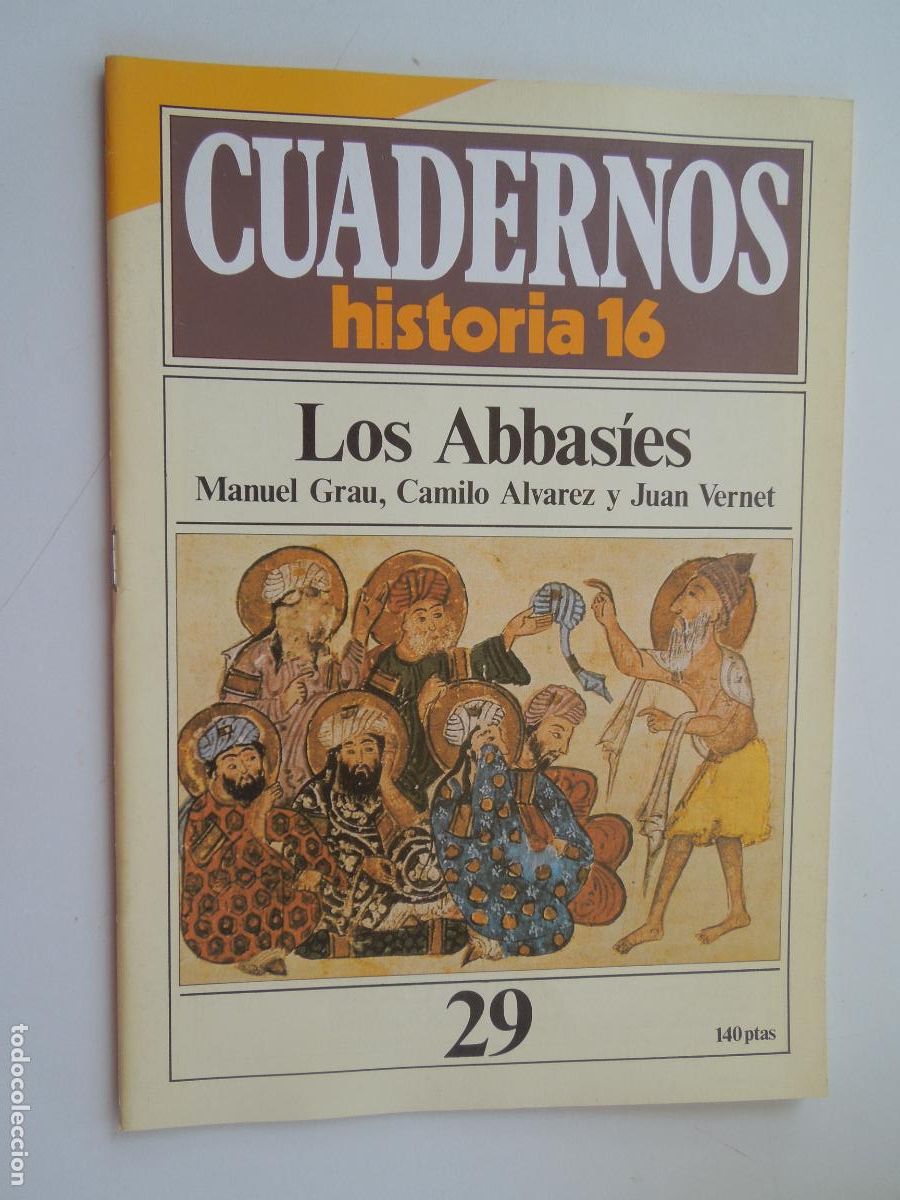 CUADERNOS
historia 16
Los Abbasíes
Manuel Grau, Camilo Alvarez y Juan Vernet
29
140 ptas
todocoleccion